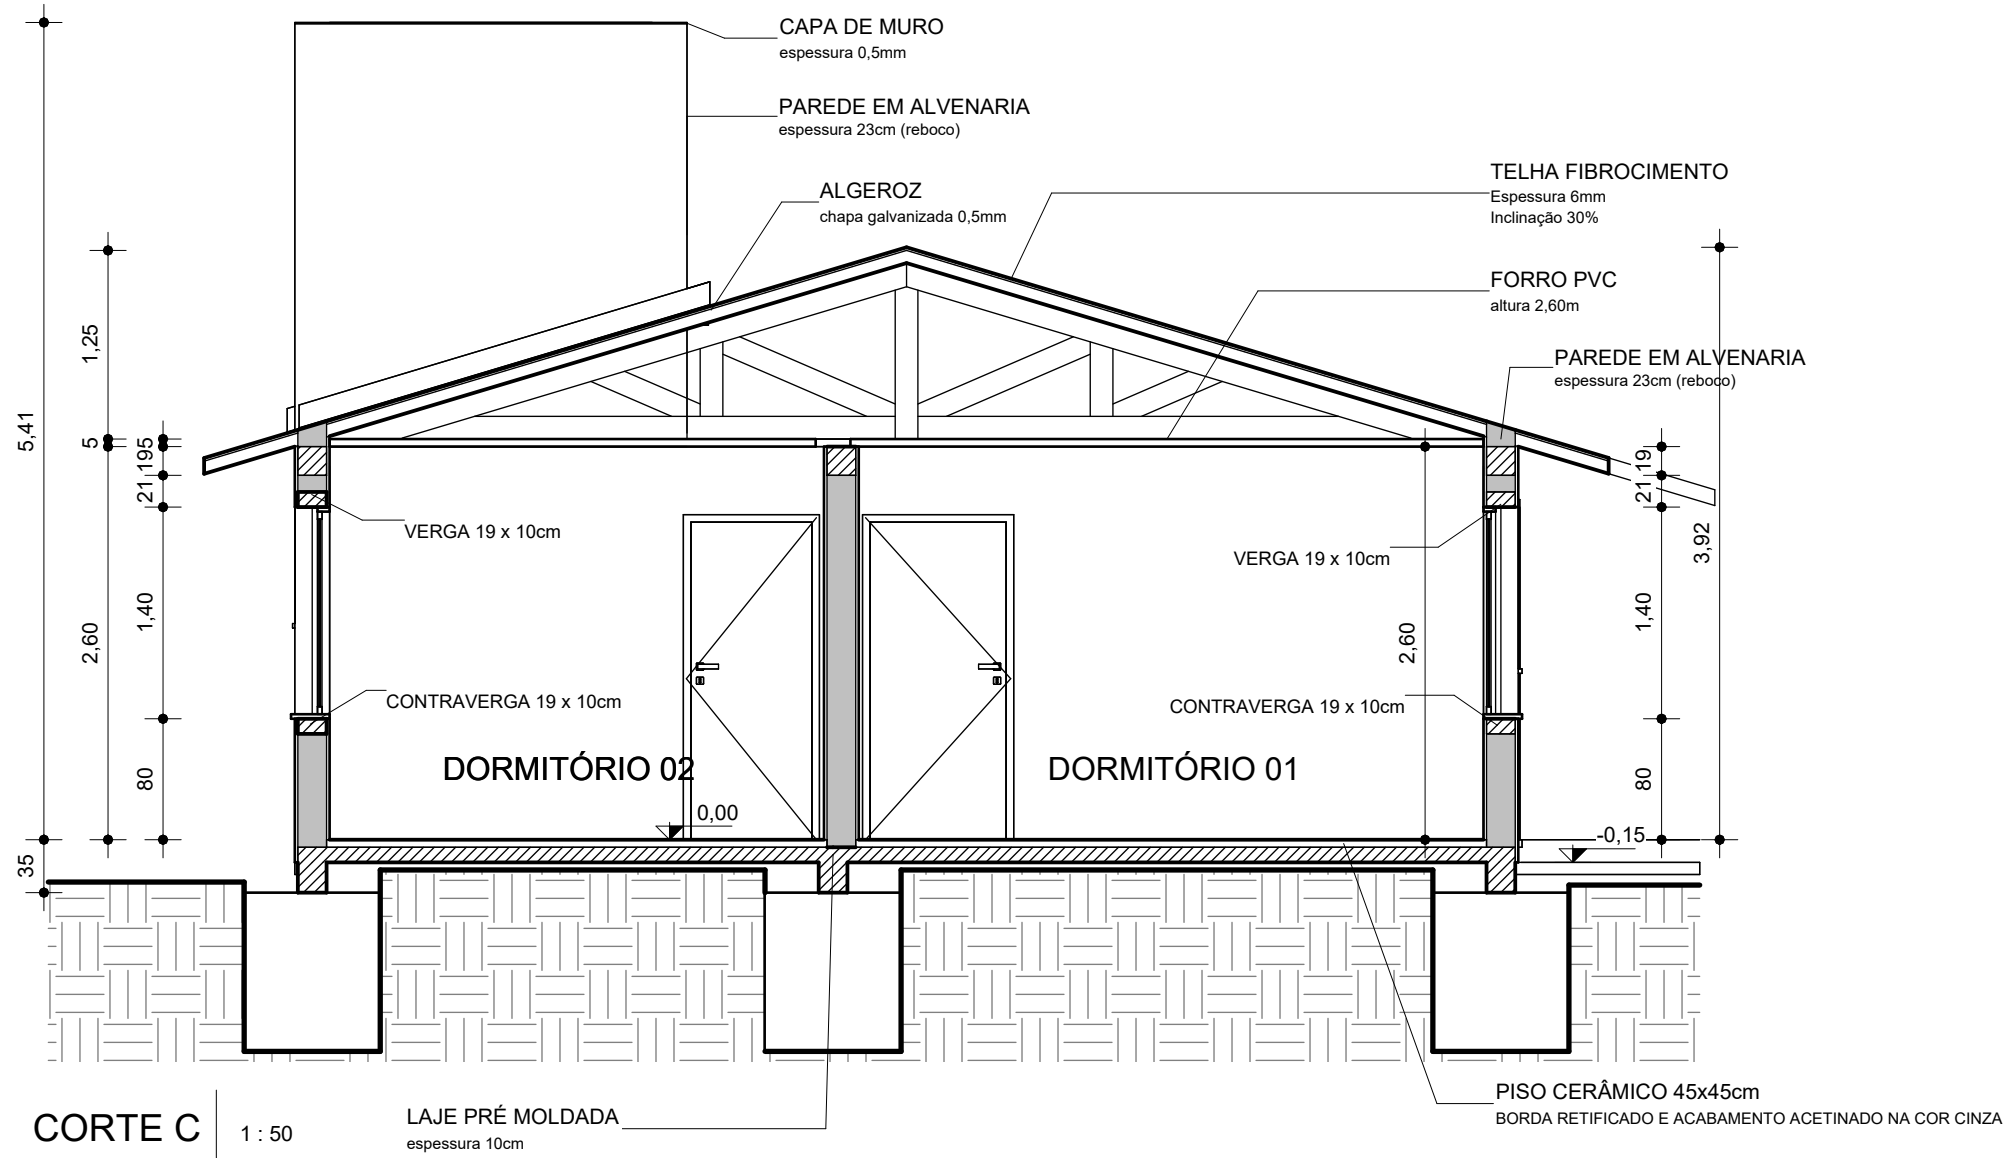 CAPA DE MURO
espessura 0,5mm
PAREDE EM ALVENARIA
espessura 23cm (reboco)
ALGEROZ
chapa galvanizada 0,5mm
TELHA FIBROCIMENTO
Espessura 6mm
Inclinação 30%
FORRO PVC
altura 2,60m
PAREDE EM ALVENARIA
espessura 23cm (reboco)
5,41
35
1,25
5
2,60
195
21
1,40
80
VERGA 19 x 10cm
CONTRAVERGA 19 x 10cm
DORMITÓRIO 02
0,00
VERGA 19 x 10cm
CONTRAVERGA 19 x 10cm
DORMITÓRIO 01
2,60
19
21
1,40
80
3,92
-0,15
PISO CERÂMICO 45x45cm
BORDA RETIFICADO E ACABAMENTO ACETINADO NA COR CINZA
LAJE PRÉ MOLDADA
espessura 10cm
CORTE C
1 : 50